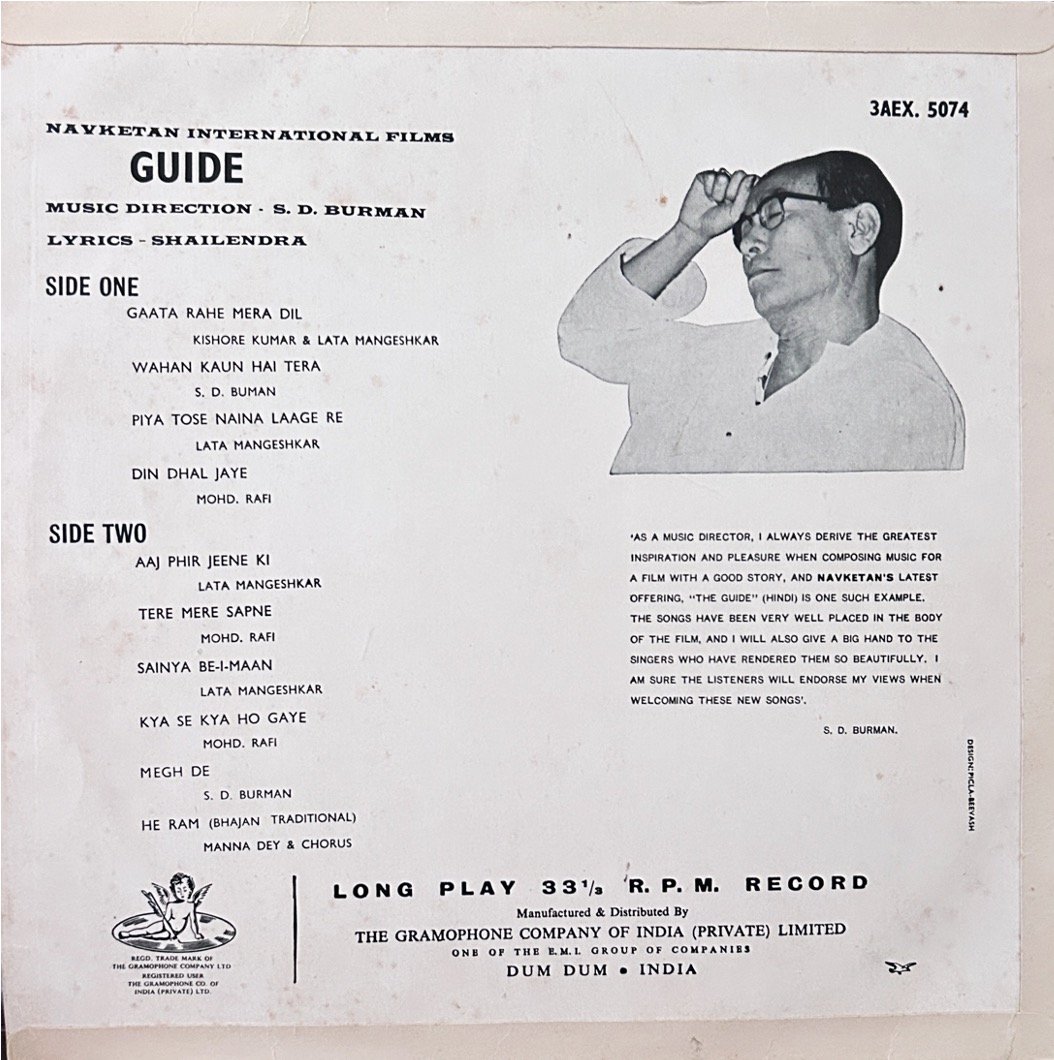 3AEX. 5074
NAVKETAN INTERNATIONAL FILMS
GUIDE
MUSIC DIRECTION - S. D. BURMAN
LYRICS - SHAILENDRA
SIDE ONE
GAATA RAHE MERA DIL
KISHORE KUMAR & LATA MANGESHKAR
WAHAN KAUN HAI TERA
S. D. BUMAN
PIYA TOSE NAINA LAAGE RE
LATA MANGESHKAR
DIN DHAL JAYE
MOHD. RAFI
SIDE TWO
AAJ PHIR JEENE KI
LATA MANGESHKAR
TERE MERE SAPNE
MOHD. RAFI
SAINYA BE-I-MAAN
LATA MANGESHKAR
KYA SE KYA HO GAYE
MOHD. RAFI
MEGH DE
S. D. BURMAN
HE RAM (BHAJAN TRADITIONAL)
MANNA DEY & CHORUS
'AS A MUSIC DIRECTOR, I ALWAYS DERIVE THE GREATEST
INSPIRATION AND PLEASURE WHEN COMPOSING MUSIC FOR
A FILM WITH A GOOD STORY, AND NAVKETAN'S LATEST
OFFERING, "THE GUIDE" (HINDI) IS ONE SUCH EXAMPLE.
THE SONGS HAVE BEEN VERY WELL PLACED IN THE BODY
OF THE FILM, AND I WILL ALSO GIVE A BIG HAND TO THE
SINGERS WHO HAVE RENDERED THEM SO BEAUTIFULLY. I
AM SURE THE LISTENERS WILL ENDORSE MY VIEWS WHEN
WELCOMING THESE NEW SONGS'.
S. D. BURMAN.
DESIGN: PICLA-BEEYASH
REGD. TRADE MARK OF
THE GRAMOPHONE COMPANY LTD
REGISTERED USER
THE GRAMOPHONE CO. OF
INDIA (PRIVATE) LTD.
LONG PLAY 33 1/3 R. P. M. RECORD
Manufactured & Distributed By
THE GRAMOPHONE COMPANY OF INDIA (PRIVATE) LIMITED
ONE OF THE E.M.I. GROUP OF COMPANIES
DUM DUM • INDIA